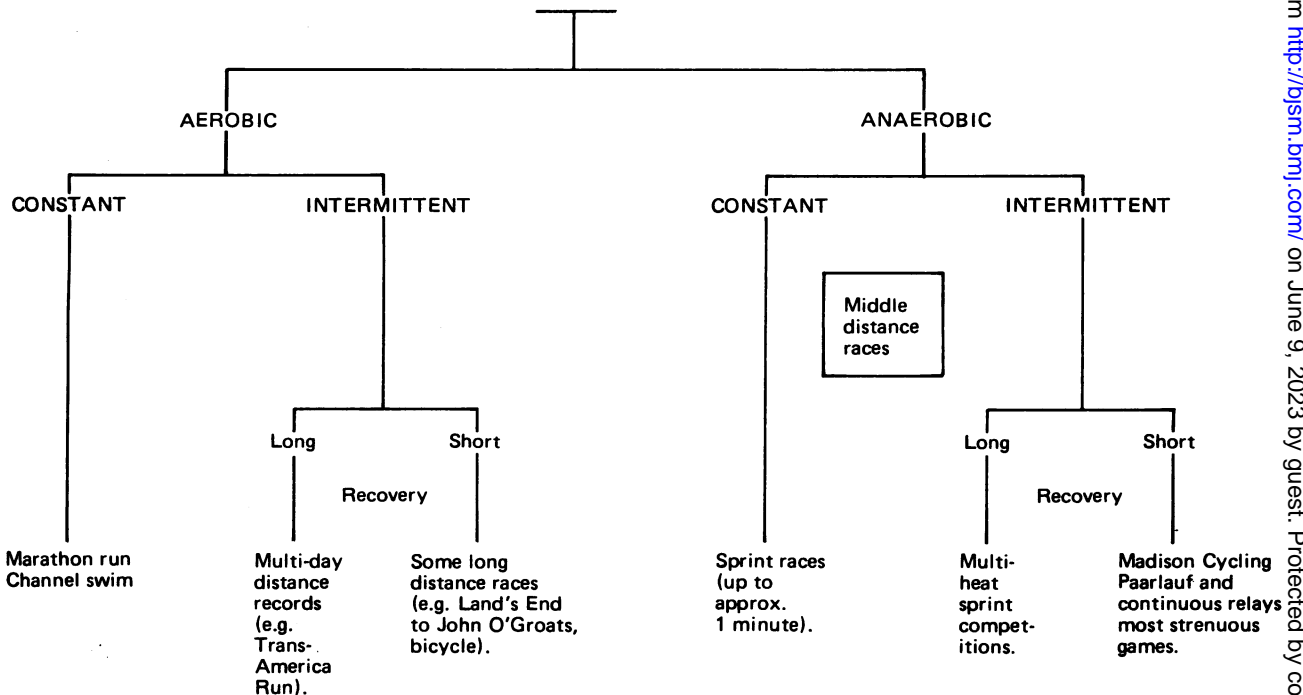 AEROBIC
ANAEROBIC
CONSTANT
INTERMITTENT
CONSTANT
INTERMITTENT
Middle
distance
races
Long
Short
Recovery
Long
Short
Recovery
Marathon run
Channel swim
Multi-day
distance
records
(e.g.
Trans-
America
Run).
Some long
distance races
(e.g. Land's End
to John O'Groats,
bicycle).
Sprint races
(up to
approx.
1 minute).
Multi-
heat
sprint
compet-
itions.
Madison Cycling
Paarlauf and
continuous relays
most strenuous
games.
m http://bjsm.bmj.com/ on June 9, 2023 by guest. Protected by co